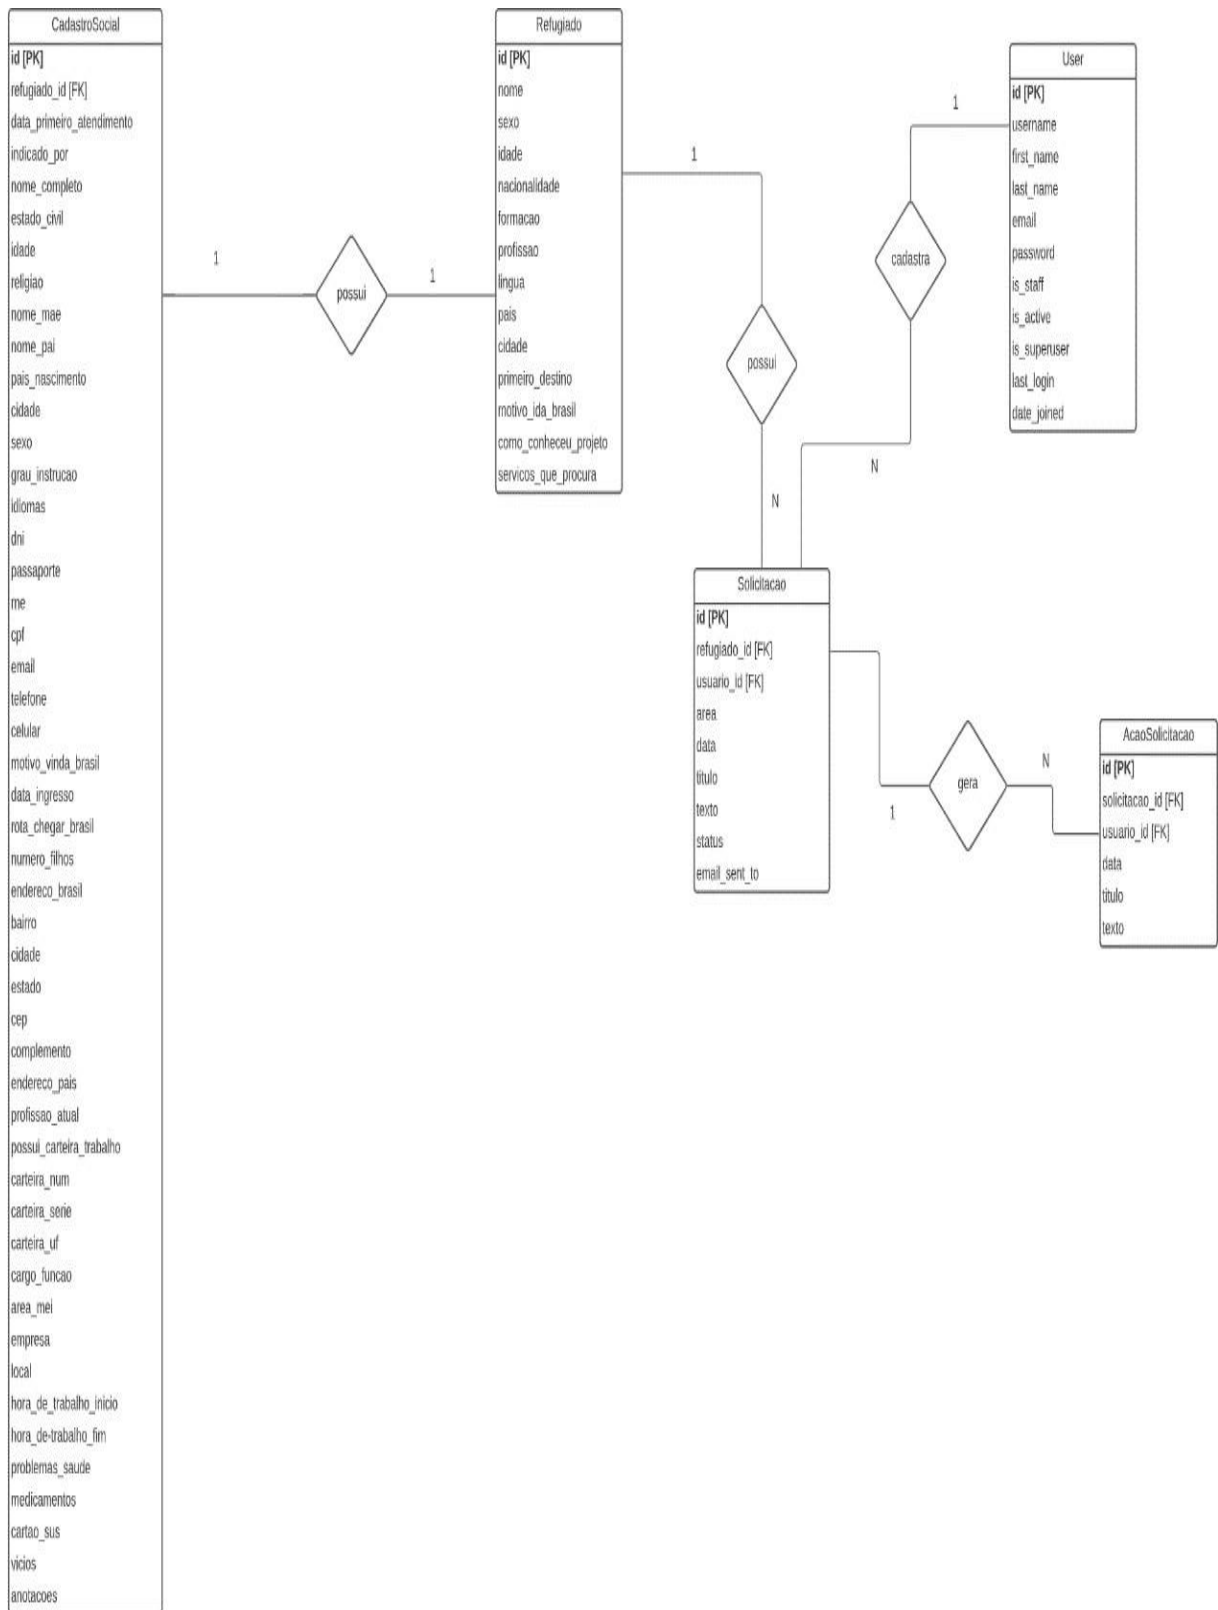 CadastroSocial
id [PK]
refugiado_id [FK]
data_primeiro_atendimento
indicado_por
nome_completo
estado_civil
idade
religiao
nome_mae
nome_pai
pais_nascimento
cidade
sexo
grau_instrucao
idiomas
dni
passaporte
rne
cpf
email
telefone
celular
motivo_vinda_brasil
data_ingresso
rota_chegar_brasil
numero_filhos
endereco_brasil
bairro
cidade
estado
cep
complemento
endereco_pais
profissao_atual
possui_carteira_trabalho
carteira_num
carteira_serie
carteira_uf
cargo_funcao
area_mei
empresa
local
hora_de_trabalho_inicio
hora_de-trabalho_fim
problemas_saude
medicamentos
cartao_sus
vicios
anotacoes
1
possui
1
Refugiado
id [PK]
nome
sexo
idade
nacionalidade
formacao
profissao
lingua
pais
cidade
primeiro_destino
motivo_ida_brasil
como_conheceu_projeto
servicos_que_procura
1
possui
N
User
id [PK]
username
first_name
last_name
email
password
is_staff
is_active
is_superuser
last_login
date_joined
1
cadastra
N
Solicitacao
id [PK]
refugiado_id [FK]
usuario_id [FK]
area
data
titulo
texto
status
email_sent_to
1
gera
N
AcaoSolicitacao
id [PK]
solicitacao_id [FK]
usuario_id [FK]
data
titulo
texto